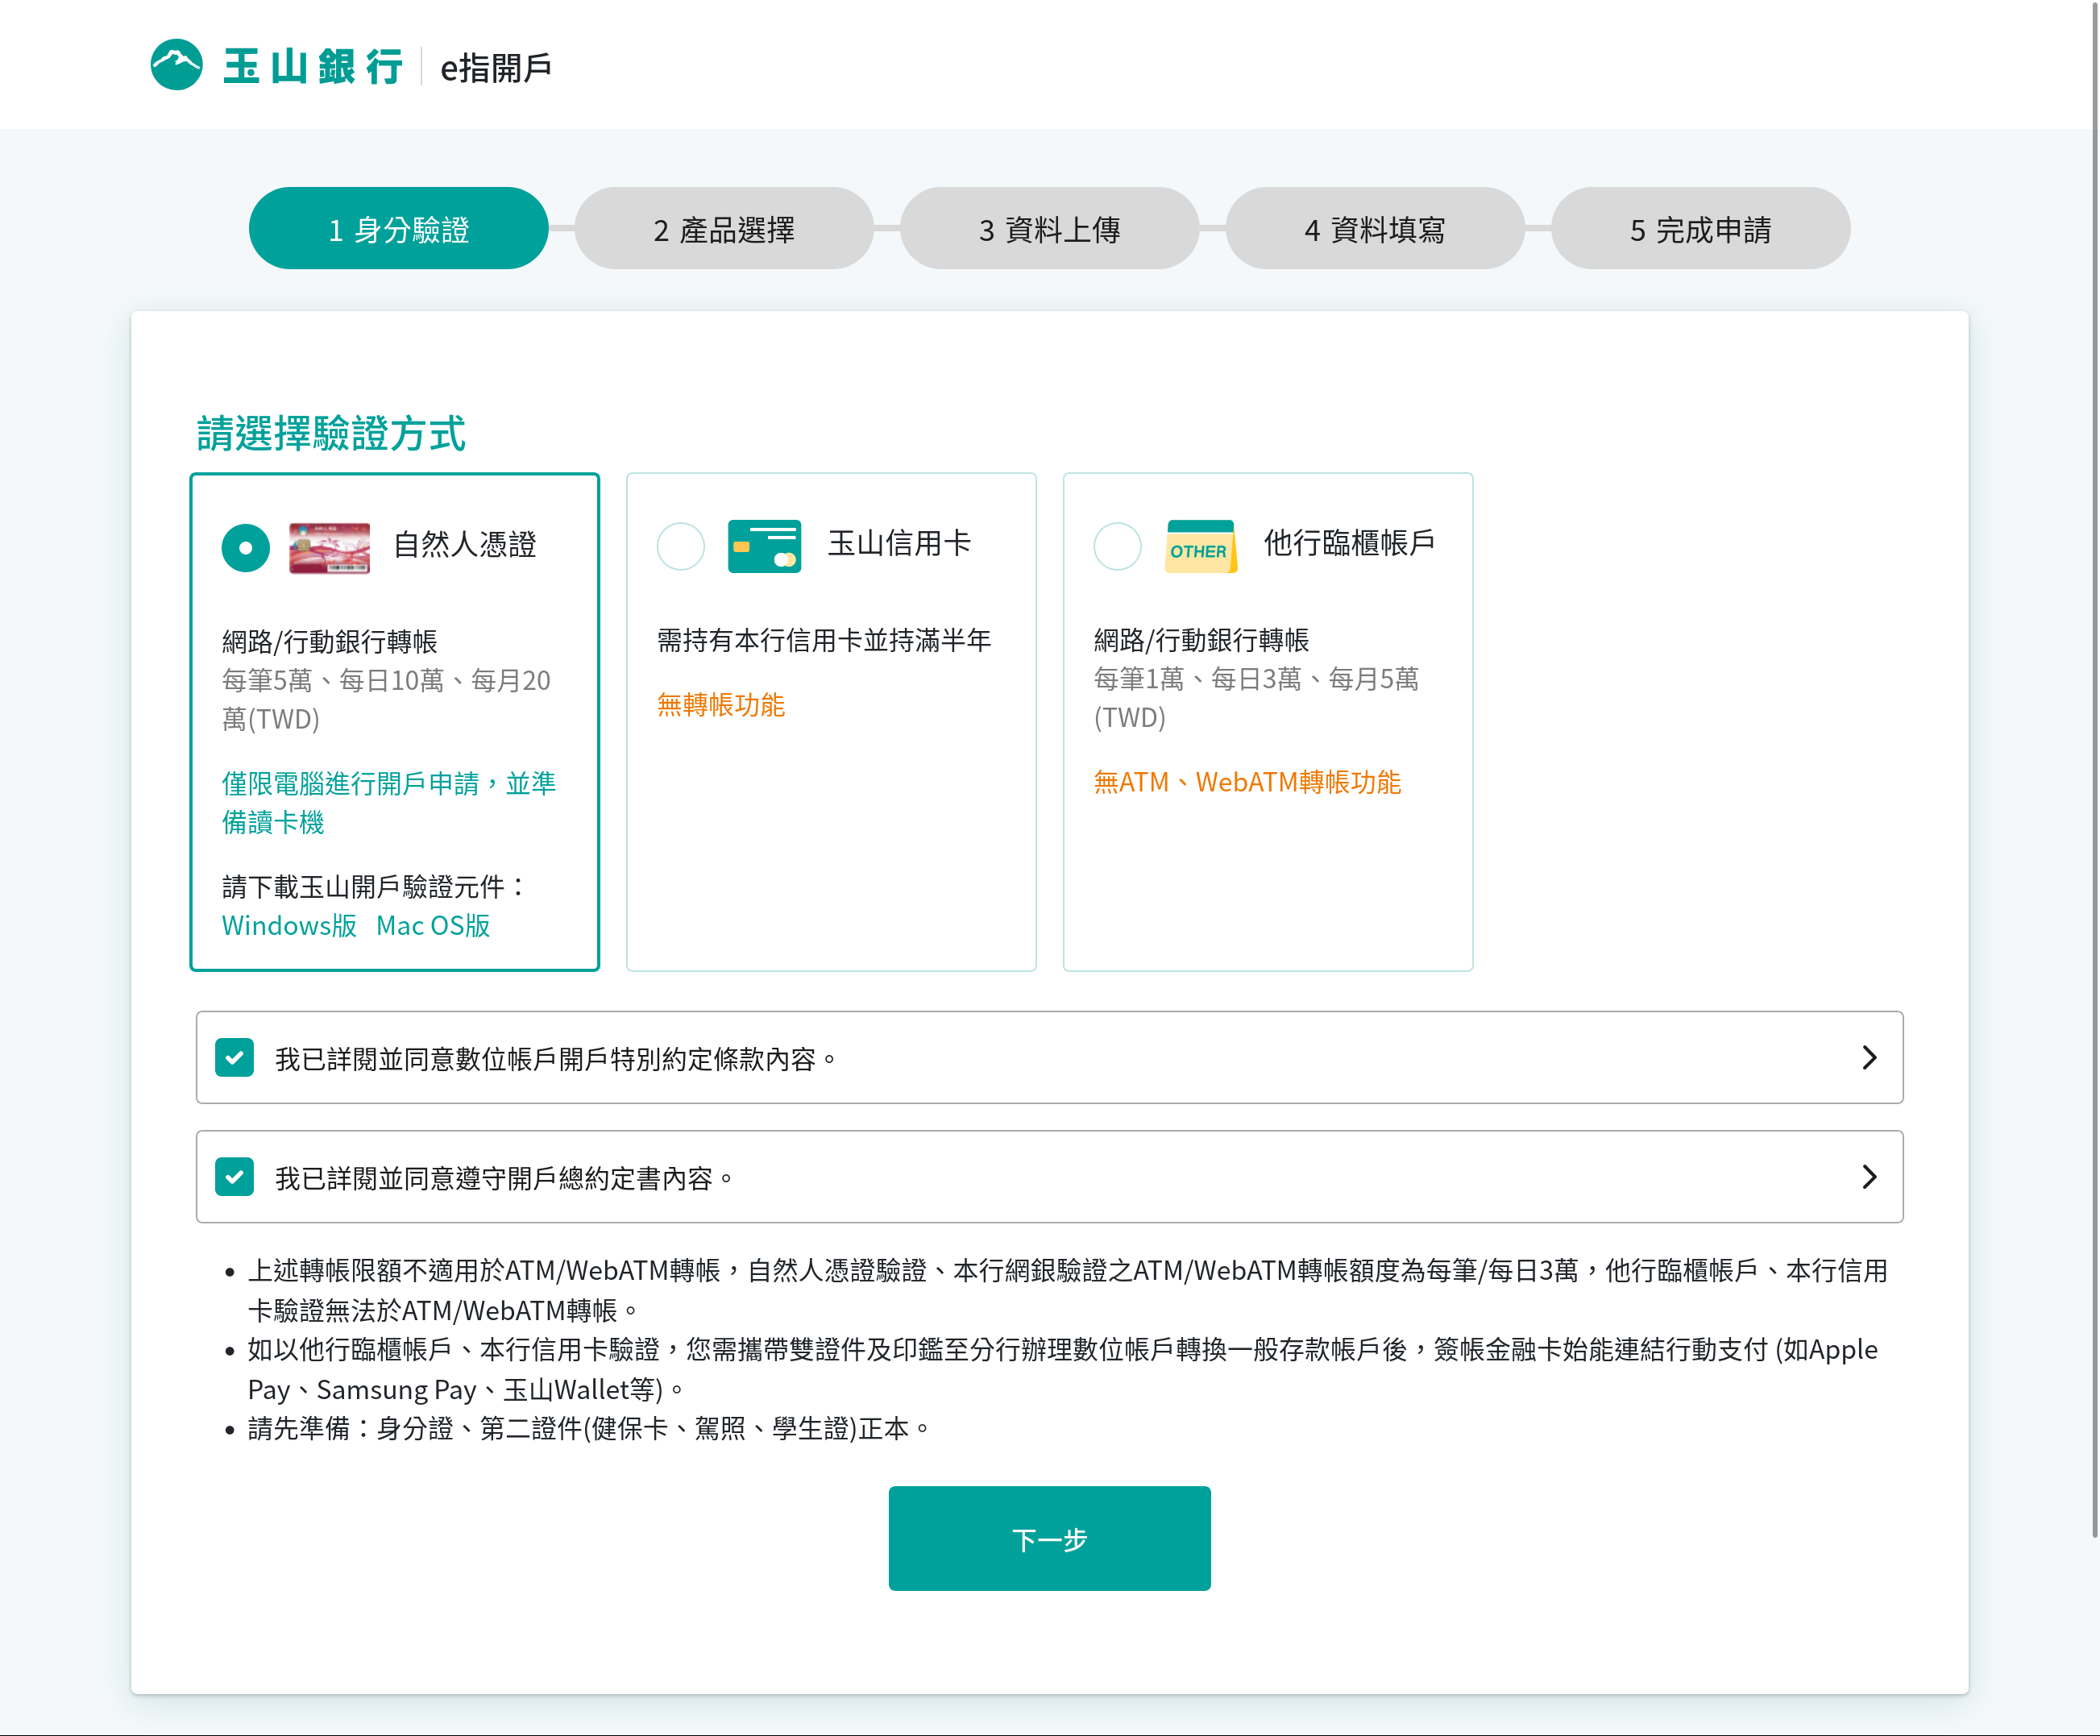 玉山銀行 e指開戶
1 身分驗證
2 產品選擇
3 資料上傳
4 資料填寫
5 完成申請
請選擇驗證方式
自然人憑證
網路/行動銀行轉帳
每筆5萬、每日10萬、每月20
萬(TWD)
僅限電腦進行開戶申請，並準
備讀卡機
請下載玉山開戶驗證元件：
Windows版 Mac OS版
玉山信用卡
需持有本行信用卡並持滿半年
無轉帳功能
OTHER
他行臨櫃帳戶
網路/行動銀行轉帳
每筆1萬、每日3萬、每月5萬
(TWD)
無ATM、WebATM轉帳功能
我已詳閱並同意數位帳戶開戶特別約定條款內容。
我已詳閱並同意遵守開戶總約定書內容。
• 上述轉帳限額不適用於ATM/WebATM轉帳，自然人憑證驗證、本行網銀驗證之ATM/WebATM轉帳額度為每筆/每日3萬，他行臨櫃帳戶、本行信用
卡驗證無法於ATM/WebATM轉帳。
• 如以他行臨櫃帳戶、本行信用卡驗證，您需攜帶雙證件及印鑑至分行辦理數位帳戶轉換一般存款帳戶後，簽帳金融卡始能連結行動支付 (如Apple
Pay、Samsung Pay、玉山Wallet等)。
• 請先準備：身分證、第二證件(健保卡、駕照、學生證)正本。
下一步